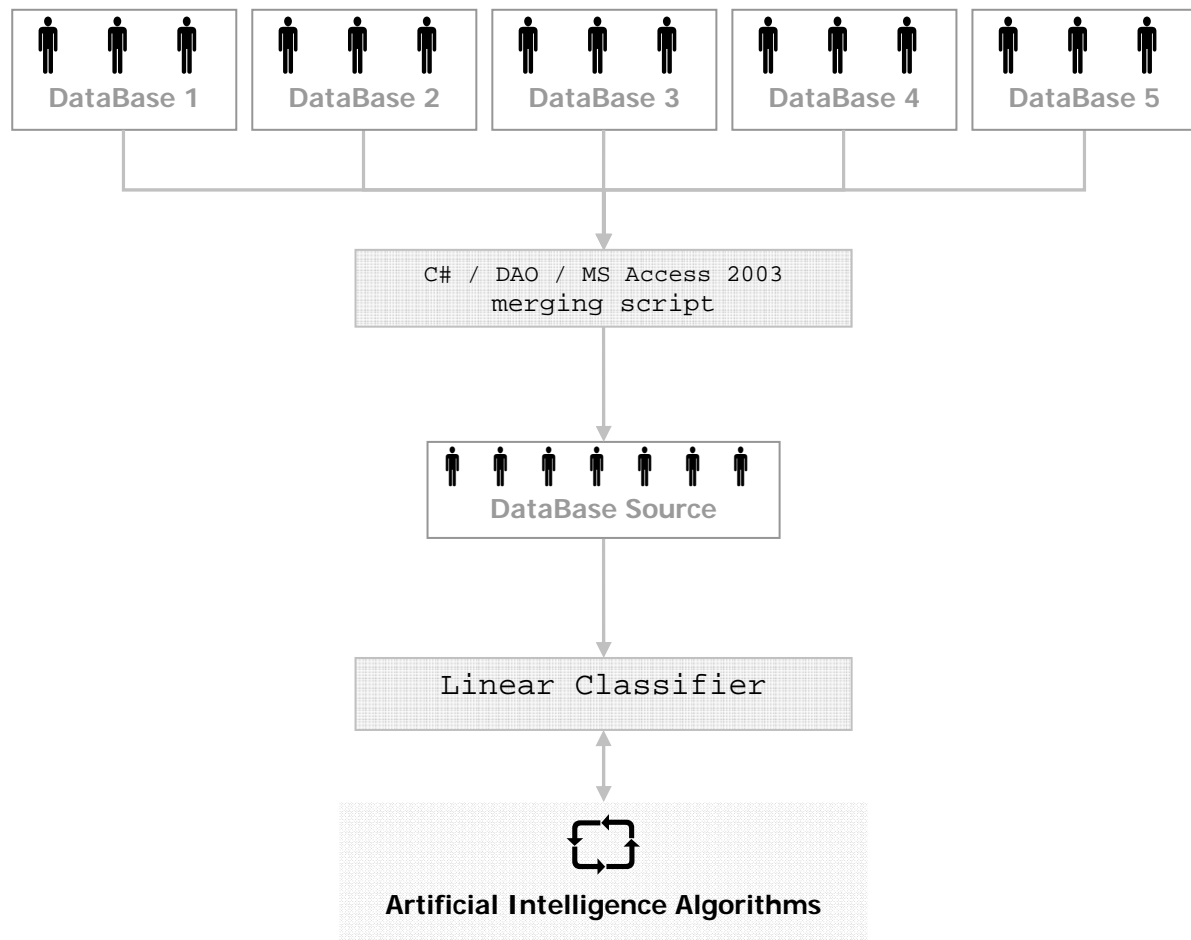 DataBase 1
DataBase 2
DataBase 3
DataBase 4
DataBase 5
C# / DAO / MS Access 2003
merging script
DataBase Source
Linear Classifier
Artificial Intelligence Algorithms